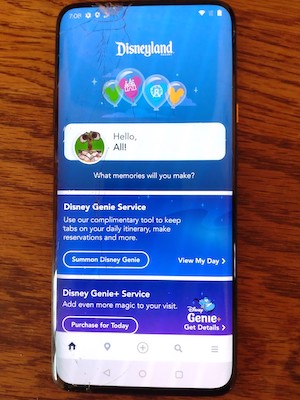 7:06
Disneyland
RESORT
Hello,
All!
What memories will you make?
Disney Genie Service
Use our complimentary tool to keep
tabs on your daily itinerary, make
reservations and more.
Summon Disney Genie
View My Day
Disney Genie+ Service
Add even more magic to your visit.
Disney
GENIE+
Purchase for Today
Get Details